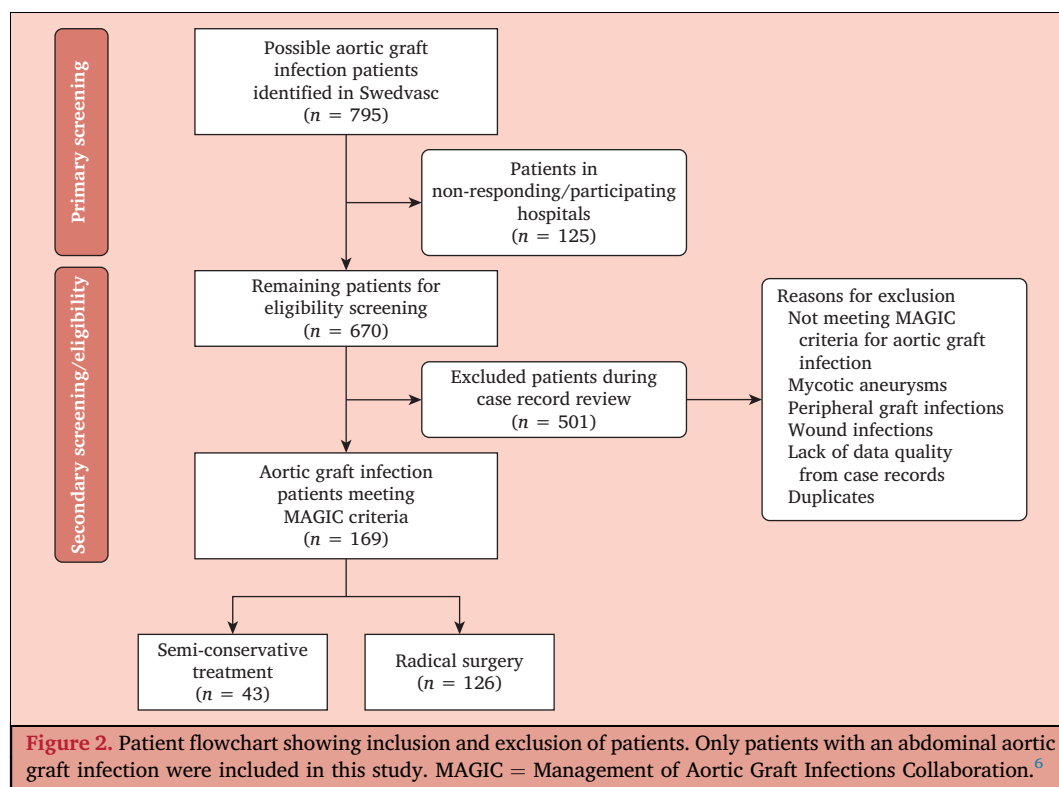 Primary screening
Possible aortic graft
infection patients
identified in Swedvasc
(n = 795)
Patients in
non-responding/participating
hospitals
(n = 125)
Secondary screening/eligibility
Remaining patients for
eligibility screening
(n = 670)
Excluded patients during
case record review
(n = 501)
Reasons for exclusion
Not meeting MAGIC
criteria for aortic graft
infection
Mycotic aneurysms
Peripheral graft infections
Wound infections
Lack of data quality
from case records
Duplicates
Aortic graft infection
patients meeting
MAGIC criteria
(n = 169)
Semi-conservative
treatment
(n = 43)
Radical surgery
(n = 126)
Figure 2. Patient flowchart showing inclusion and exclusion of patients. Only patients with an abdominal aortic
graft infection were included in this study. MAGIC = Management of Aortic Graft Infections Collaboration.6